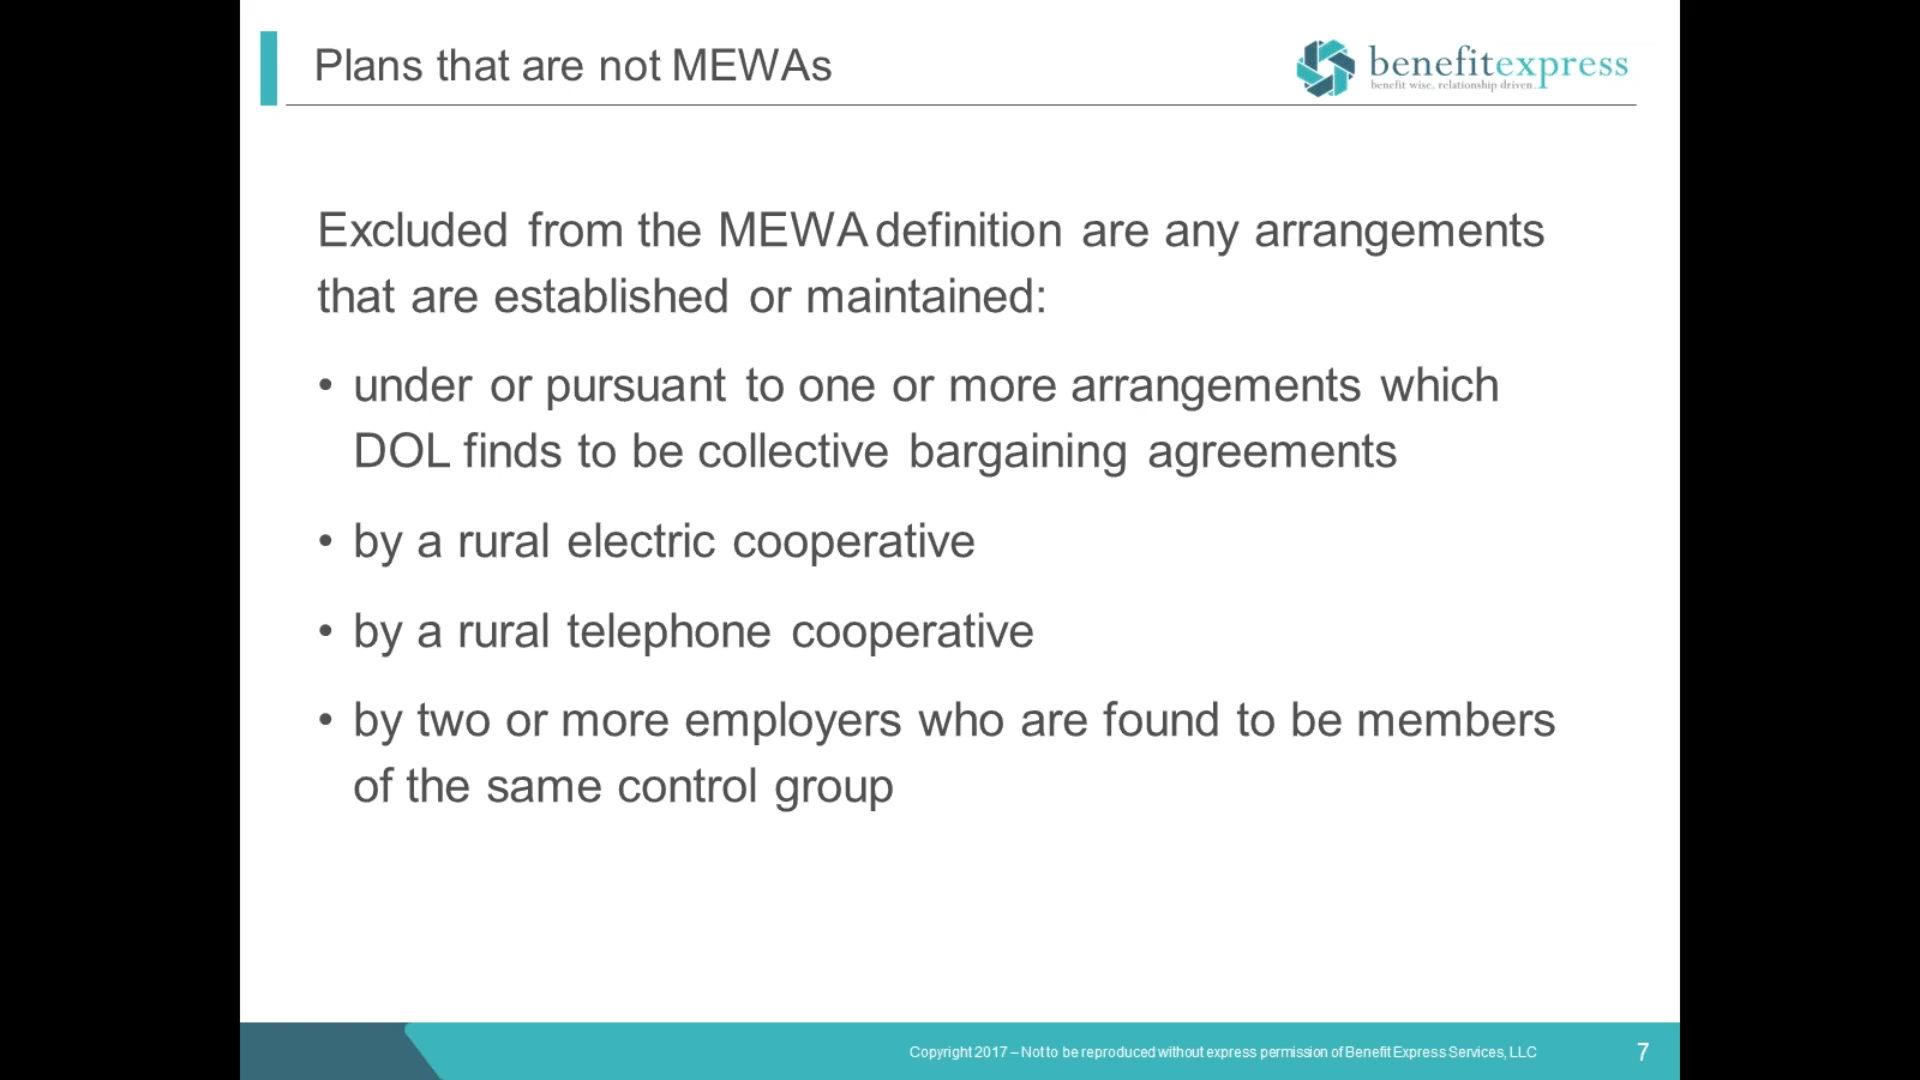 Plans that are not MEWAs
benefitexpress
benefit wise. relationship driven.
Excluded from the MEWA definition are any arrangements
that are established or maintained:
• under or pursuant to one or more arrangements which
DOL finds to be collective bargaining agreements
• by a rural electric cooperative
• by a rural telephone cooperative
• by two or more employers who are found to be members
of the same control group
Copyright 2017 – Not to be reproduced without express permission of Benefit Express Services, LLC
7